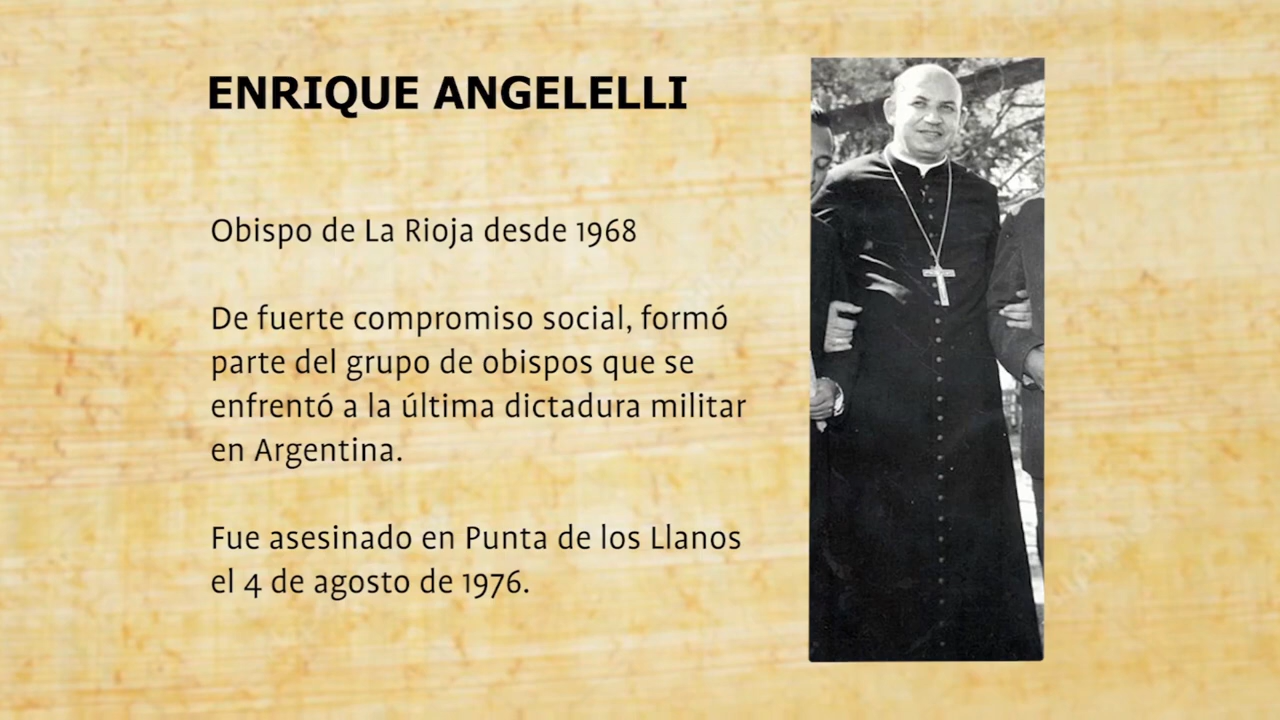 ENRIQUE ANGELELLI
Obispo de La Rioja desde 1968
De fuerte compromiso social, formó
parte del grupo de obispos que se
enfrentó a la última dictadura militar
en Argentina.
Fue asesinado en Punta de los Llanos
el 4 de agosto de 1976.